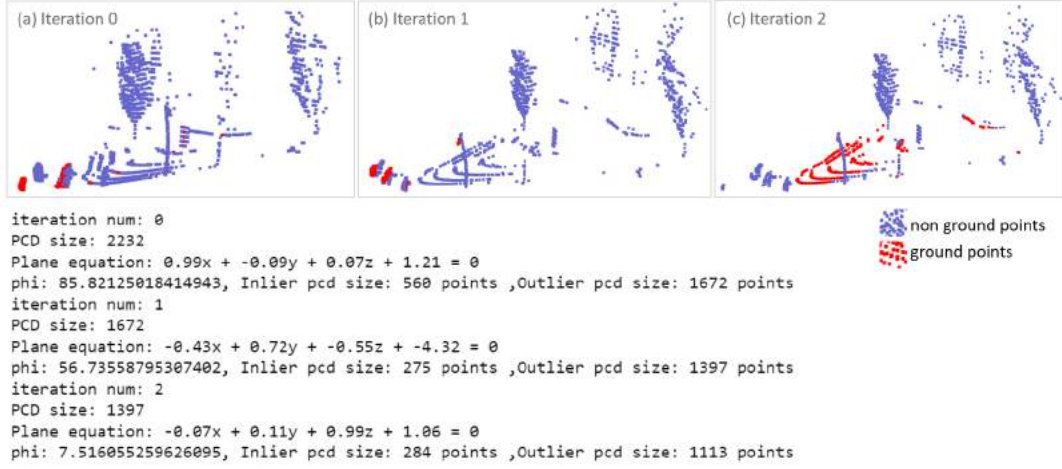 (a) Iteration 0
(b) Iteration 1
(c) Iteration 2
iteration num: 0
PCD size: 2232
Plane equation: 0.99x + -0.09y + 0.07z + 1.21 = 0
phi: 85.82125018414943, Inlier pcd size: 560 points ,Outlier pcd size: 1672 points
iteration num: 1
PCD size: 1672
Plane equation: -0.43x + 0.72y + -0.55z + -4.32 = 0
phi: 56.73558795307402, Inlier pcd size: 275 points ,Outlier pcd size: 1397 points
iteration num: 2
PCD size: 1397
Plane equation: -0.07x + 0.11y + 0.99z + 1.06 = 0
phi: 7.516055259626095, Inlier pcd size: 284 points ,Outlier pcd size: 1113 points
non ground points
ground points